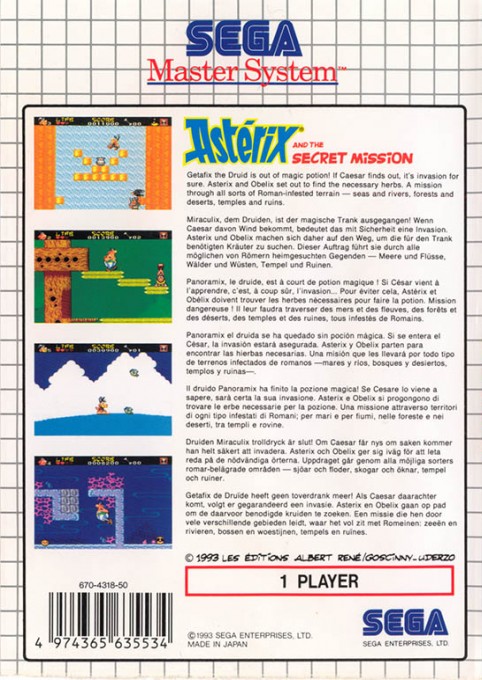 SEGA
Master System™
SCORE
Astérix AND THE
SECRET MISSION
Getafix the Druid is out of magic potion! If Caesar finds out, it's invasion for
sure. Asterix and Obelix set out to find the necessary herbs. A mission
through all sorts of Roman-infested terrain — seas and rivers, forests and
deserts, temples and ruins.
Miraculix, dem Druiden, ist der magische Trank ausgegangen! Wenn
Caesar davon Wind bekommt, bedeutet das mit Sicherheit eine Invasion.
Asterix und Obelix machen sich daher auf den Weg, um die für den Trank
benötigten Kräuter zu suchen. Dieser Auftrag führt sie durch alle
möglichen von Römern heimgesuchten Gegenden — Meere und Flüsse,
Wälder und Wüsten, Tempel und Ruinen.
Panoramix, le druide, est à court de potion magique ! Si César vient à
l'apprendre, c'est, à coup sûr, l'invasion... Pour éviter cela, Astérix et
Obélix doivent trouver les herbes nécessaires pour faire la potion. Mission
dangereuse ! Il leur faudra traverser des mers et des fleuves, des forêts et
des déserts, des temples et des ruines, tous infestés de Romains.
Panoramix el druida se ha quedado sin poción mágica. Si se entera el
César, la invasión estará asegurada. Asterix y Obelix parten para
encontrar las hierbas necesarias. Una misión que les llevará por todo tipo
de terrenos infectados de romanos —mares y ríos, bosques y desiertos,
templos y ruinas—.
Il druido Panoramix ha finito la pozione magica! Se Cesare lo viene a
sapere, sarà certa la sua invasione. Asterix e Obelix si propongono di
trovare le erbe necessarie per la pozione. Una missione attraverso territori
di ogni tipo infestati di Romani; per mari e per fiumi, nelle foreste e nei
deserti, tra templi e rovine.
Druiden Miraculix trolldryck är slut! Om Caesar får nys om saken kommer
han helt säkert att invadera. Asterix och Obelix ger sig iväg för att leta
reda på de nödvändiga örterna. Uppdraget går genom alla möjliga sorters
romar-belägrade områden — sjöar och floder, skogar och öknar, tempel
och ruiner.
Getafix de Druïde heeft geen toverdrank meer! Als Caesar daarachter
komt, volgt er gegarandeerd een invasie. Asterix en Obelix gaan op pad
om de daarvoor benodigde kruiden te zoeken. Een missie die hen door
vele verschillende gebieden leidt, waar het vol zit met Romeinen: zeeën en
rivieren, bossen en woestijnen, tempels en ruïnes.
© 1993 LES ÉDITIONS ALBERT RENÉ/GOSCINNY-UDERZO
670-4318-50
1 PLAYER
4 974365 635534
©1993 SEGA ENTERPRISES, LTD.
MADE IN JAPAN
SEGA
SEGA ENTERPRISES, LTD.